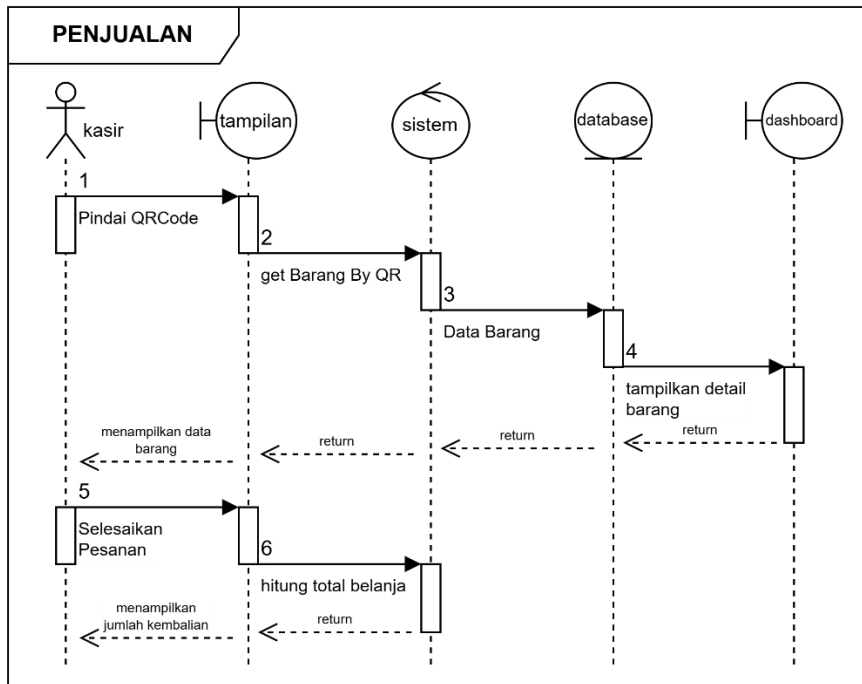 PENJUALAN
kasir
tampilan
sistem
database
dashboard
1
Pindai QRCode
2
get Barang By QR
3
Data Barang
4
tampilkan detail
barang
menampilkan data
barang
return
return
return
5
Selesaikan
Pesanan
6
hitung total belanja
menampilkan
jumlah kembalian
return